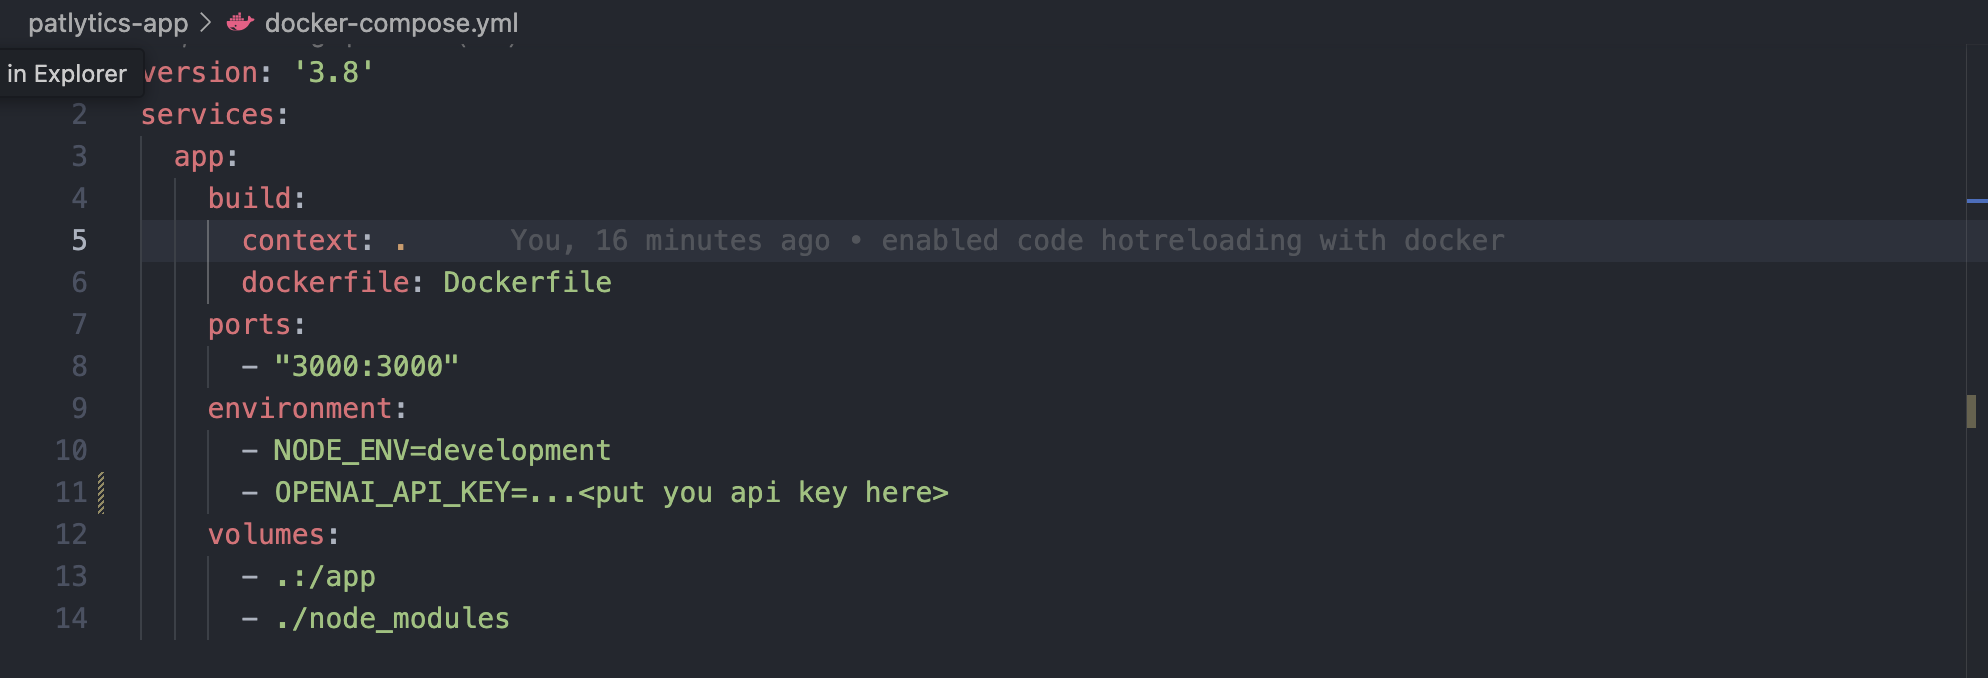 patlytics-app > docker-compose.yml
in Explorer
version: '3.8'
2 services:
3 app:
4 build:
5 context: . You, 16 minutes ago • enabled code hotreloading with docker
6 dockerfile: Dockerfile
7 ports:
8 - "3000:3000"
9 environment:
10 - NODE_ENV=development
11 - OPENAI_API_KEY=...<put you api key here>
12 volumes:
13 - .:/app
14 - ./node_modules